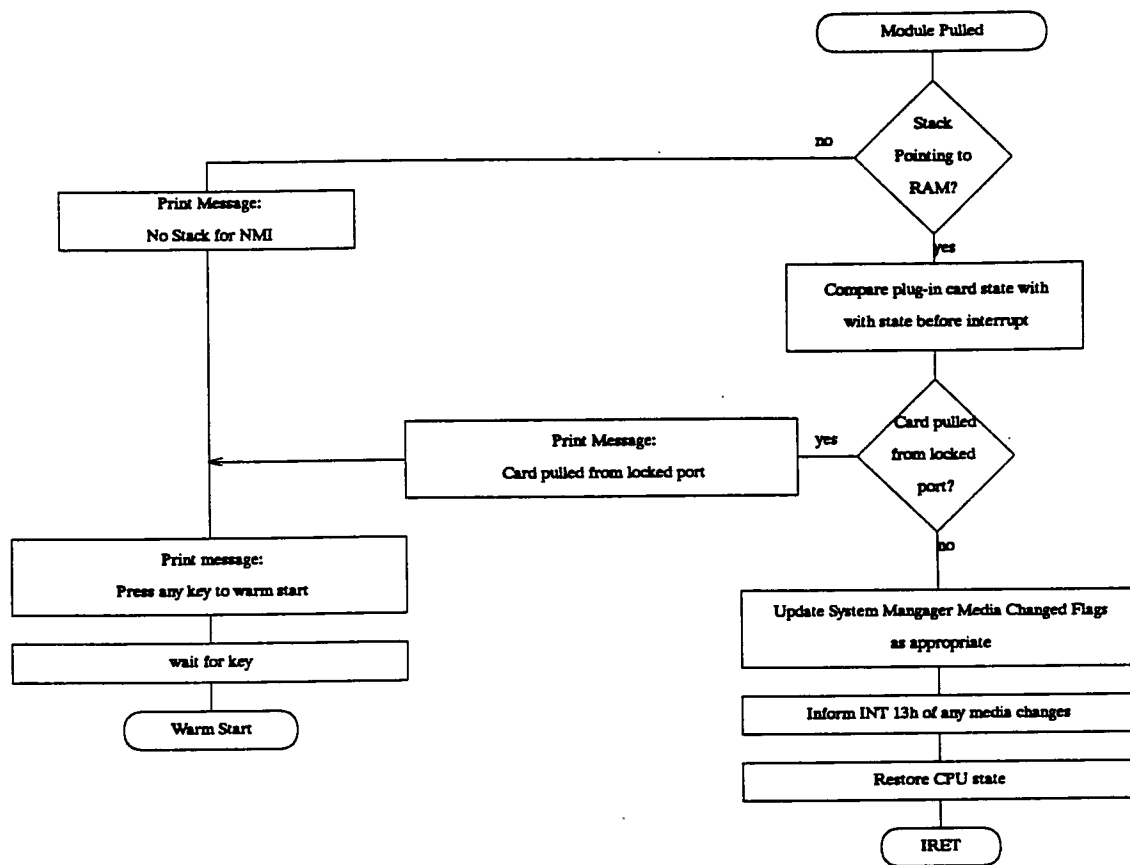 Module Pulled
Stack
Pointing to
RAM?
no
yes
Print Message:
No Stack for NMI
Compare plug-in card state with
with state before interrupt
Card pulled
from locked
port?
yes
no
Print Message:
Card pulled from locked port
Print message:
Press any key to warm start
wait for key
Warm Start
Update System Mangager Media Changed Flags
as appropriate
Inform INT 13h of any media changes
Restore CPU state
IRET